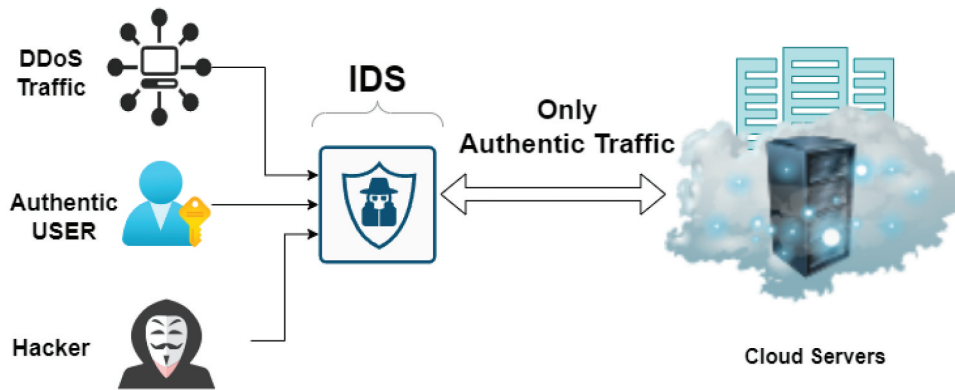 DDoS
Traffic
IDS
Only
Authentic Traffic
Authentic
USER
Hacker
Cloud Servers